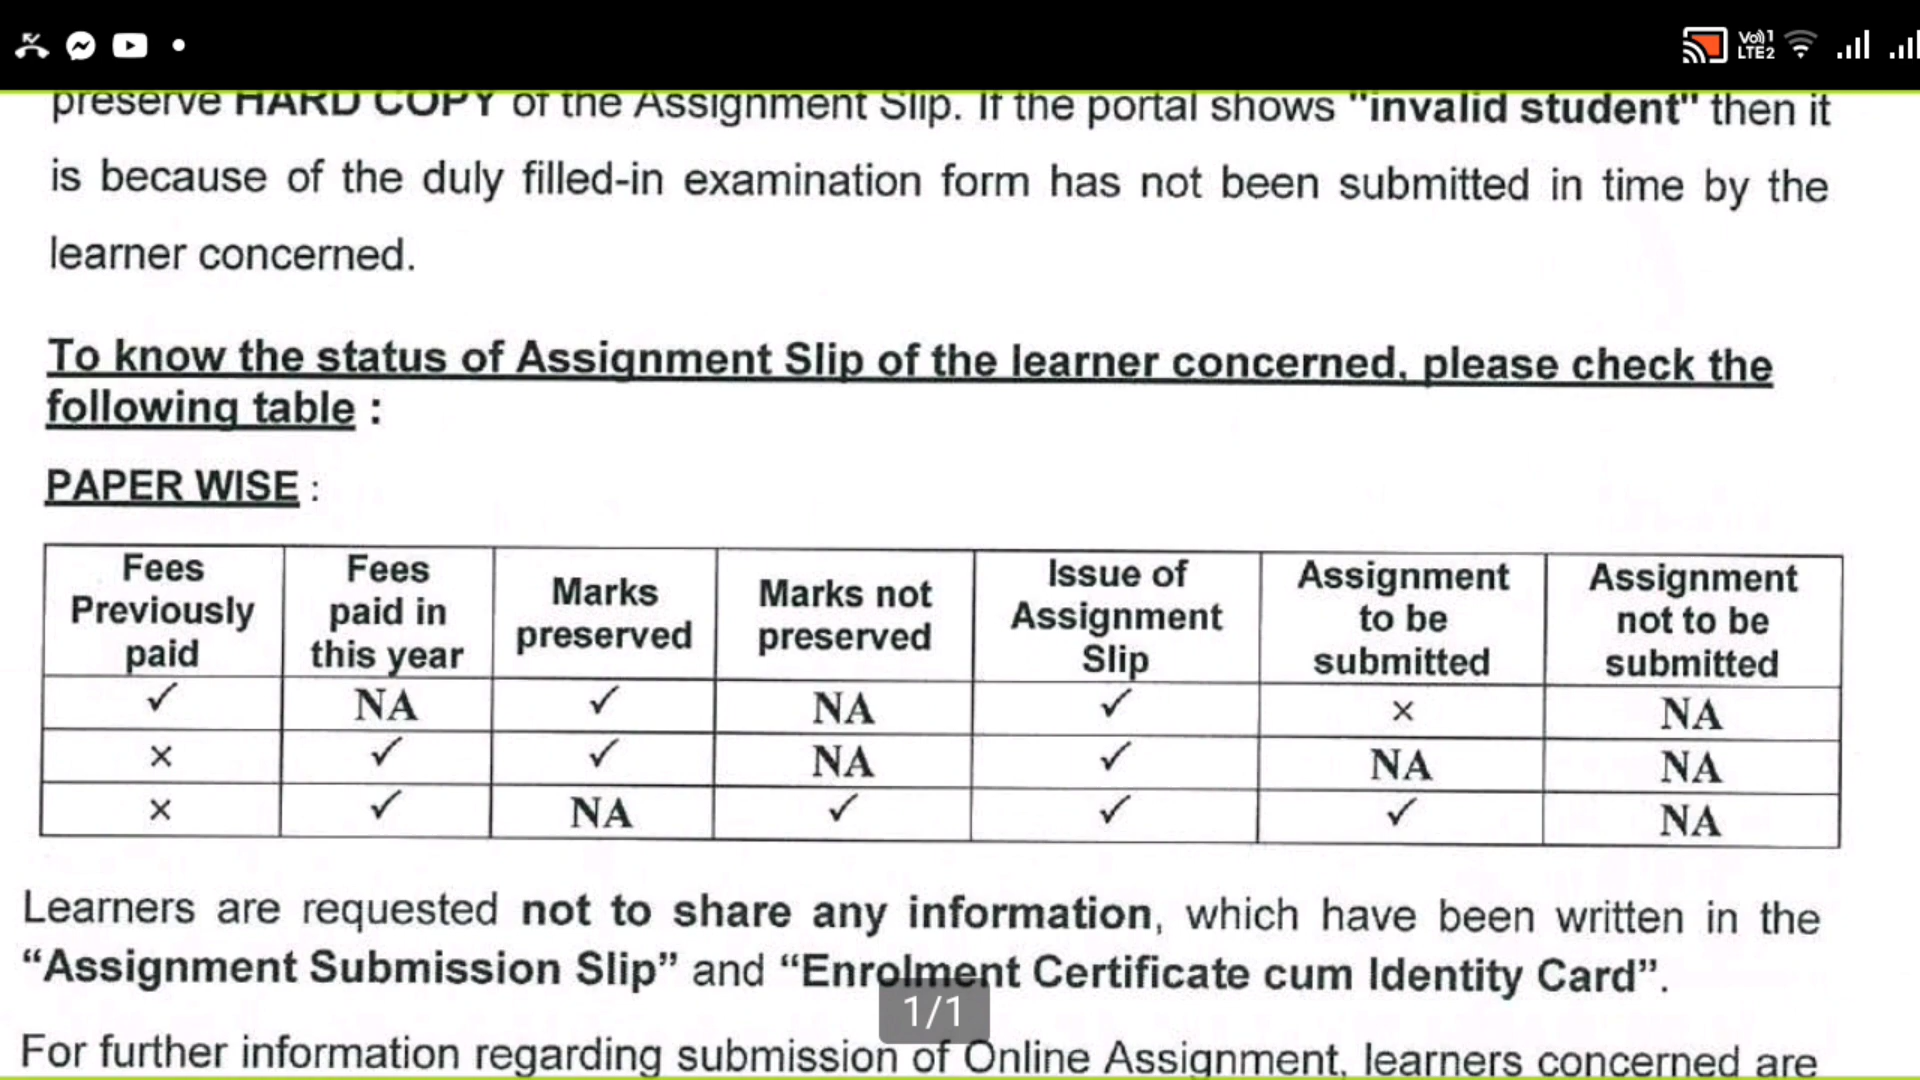 Vo)) 1
LTE2
preserve HARD COPY of the Assignment Slip. If the portal shows "invalid student" then it
is because of the duly filled-in examination form has not been submitted in time by the
learner concerned.
To know the status of Assignment Slip of the learner concerned, please check the
following table :
PAPER WISE :
Fees Previously paid | Fees paid in this year | Marks preserved | Marks not preserved | Issue of Assignment Slip | Assignment to be submitted | Assignment not to be submitted
✓ | NA | ✓ | NA | ✓ | × | NA
× | ✓ | ✓ | NA | ✓ | NA | NA
× | ✓ | NA | ✓ | ✓ | ✓ | NA
Learners are requested not to share any information, which have been written in the
“Assignment Submission Slip” and “Enrolment Certificate cum Identity Card”.
1/1
For further information regarding submission of Online Assignment, learners concerned are